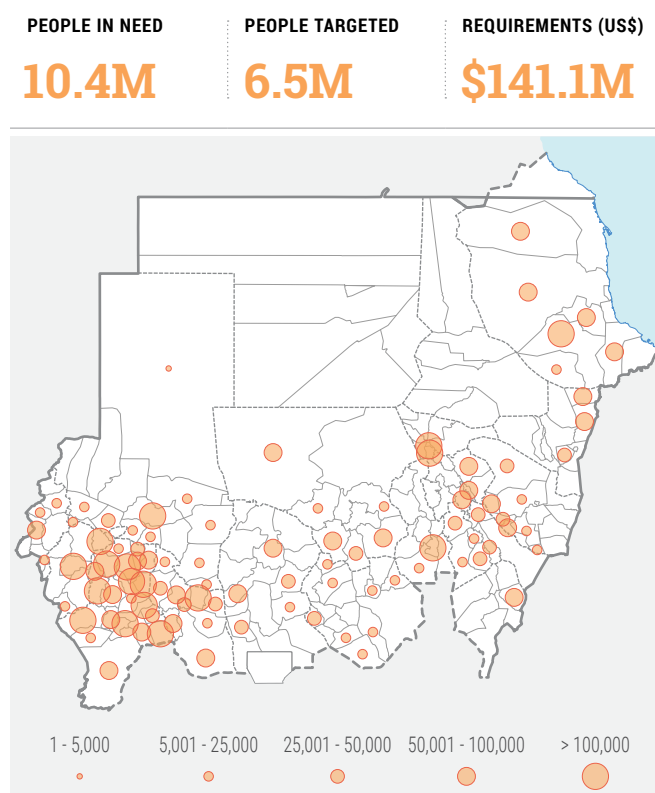 PEOPLE IN NEED PEOPLE TARGETED REQUIREMENTS (US$)
10.4M 6.5M $141.1M
1 - 5,000 5,001 - 25,000 25,001 - 50,000 50,001 - 100,000 > 100,000